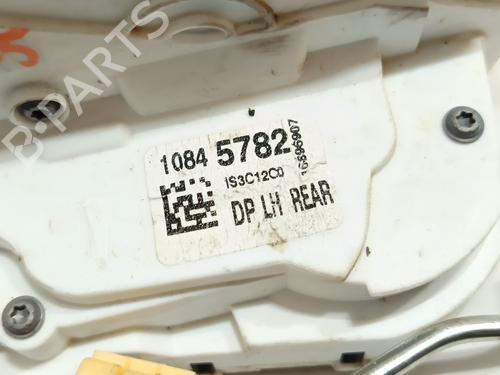 B-PARTS
1084 5782
16896907
IS3C12C0
DP LH REAR